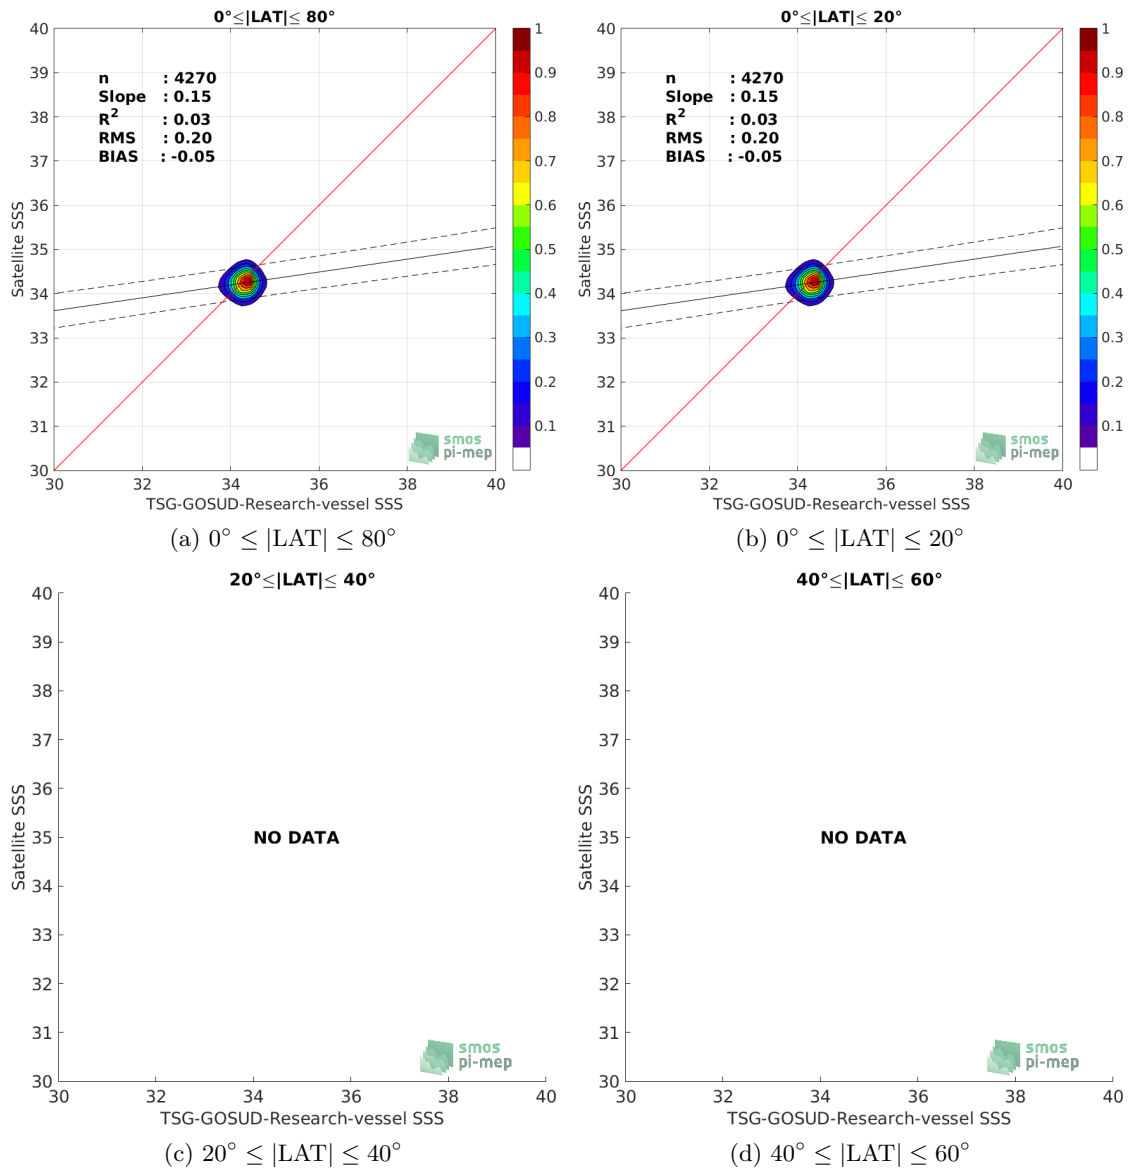 0°≤|LAT|≤ 80°
40
39
38
37
36
35
34
33
32
31
30
Satellite SSS
n : 4270
Slope : 0.15
R2 : 0.03
RMS : 0.20
BIAS : -0.05
smos
pi-mep
30 32 34 36 38 40
TSG-GOSUD-Research-vessel SSS
1
0.9
0.8
0.7
0.6
0.5
0.4
0.3
0.2
0.1
(a) 0° ≤ |LAT| ≤ 80°
0°≤|LAT|≤ 20°
40
39
38
37
36
35
34
33
32
31
30
Satellite SSS
n : 4270
Slope : 0.15
R2 : 0.03
RMS : 0.20
BIAS : -0.05
smos
pi-mep
30 32 34 36 38 40
TSG-GOSUD-Research-vessel SSS
1
0.9
0.8
0.7
0.6
0.5
0.4
0.3
0.2
0.1
(b) 0° ≤ |LAT| ≤ 20°
20°≤|LAT|≤ 40°
40
39
38
37
36
35
34
33
32
31
30
Satellite SSS
NO DATA
smos
pi-mep
30 32 34 36 38 40
TSG-GOSUD-Research-vessel SSS
(c) 20° ≤ |LAT| ≤ 40°
40°≤|LAT|≤ 60°
40
39
38
37
36
35
34
33
32
31
30
Satellite SSS
NO DATA
smos
pi-mep
30 32 34 36 38 40
TSG-GOSUD-Research-vessel SSS
(d) 40° ≤ |LAT| ≤ 60°